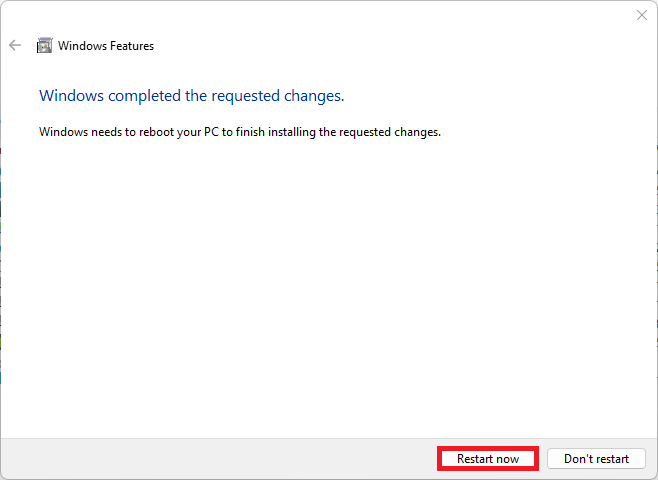 Windows Features
Windows completed the requested changes.
Windows needs to reboot your PC to finish installing the requested changes.
Restart now
Don't restart